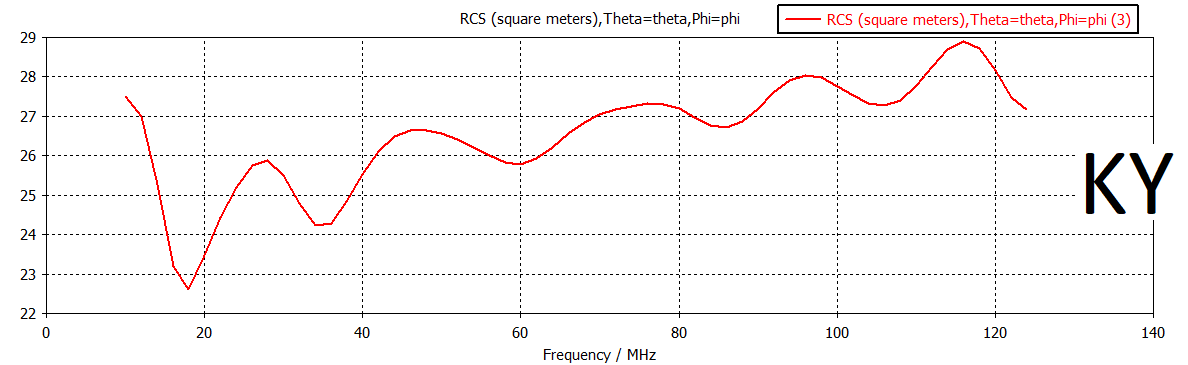 RCS (square meters),Theta=theta,Phi=phi
RCS (square meters),Theta=theta,Phi=phi (3)
29
28
27
26
25
24
23
22
KY
0 20 40 60 80 100 120 140
Frequency / MHz